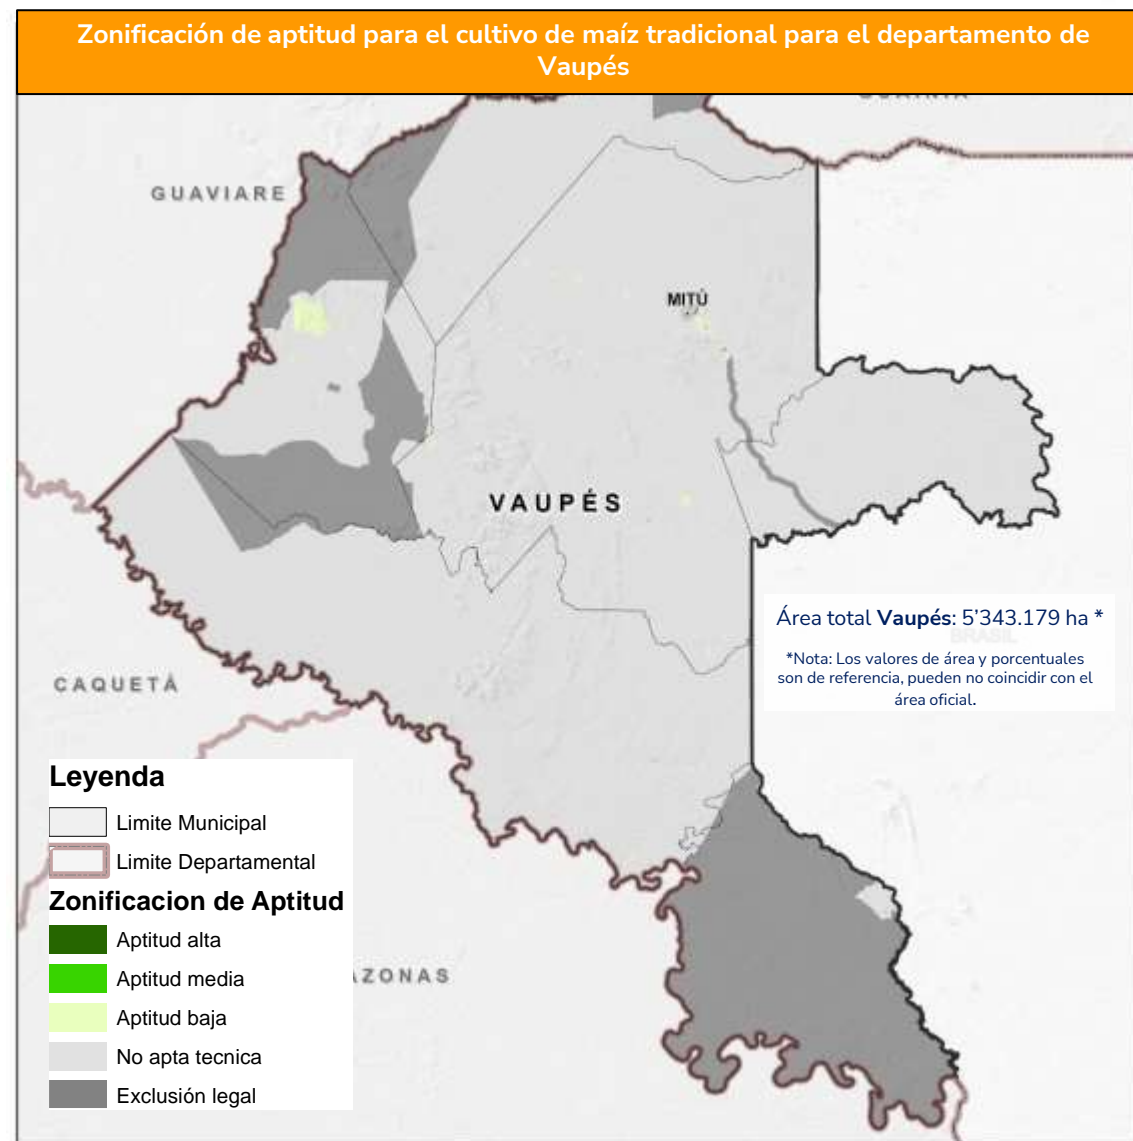 Zonificación de aptitud para el cultivo de maíz tradicional para el departamento de
Vaupés
GUAVIARE
MITÚ
VAUPÉS
Área total Vaupés: 5’343.179 ha *
BRASIL
*Nota: Los valores de área y porcentuales
son de referencia, pueden no coincidir con el
área oficial.
CAQUETÁ
Leyenda
Limite Municipal
Limite Departamental
Zonificacion de Aptitud
Aptitud alta
Aptitud media
AZONAS
Aptitud baja
No apta tecnica
Exclusión legal